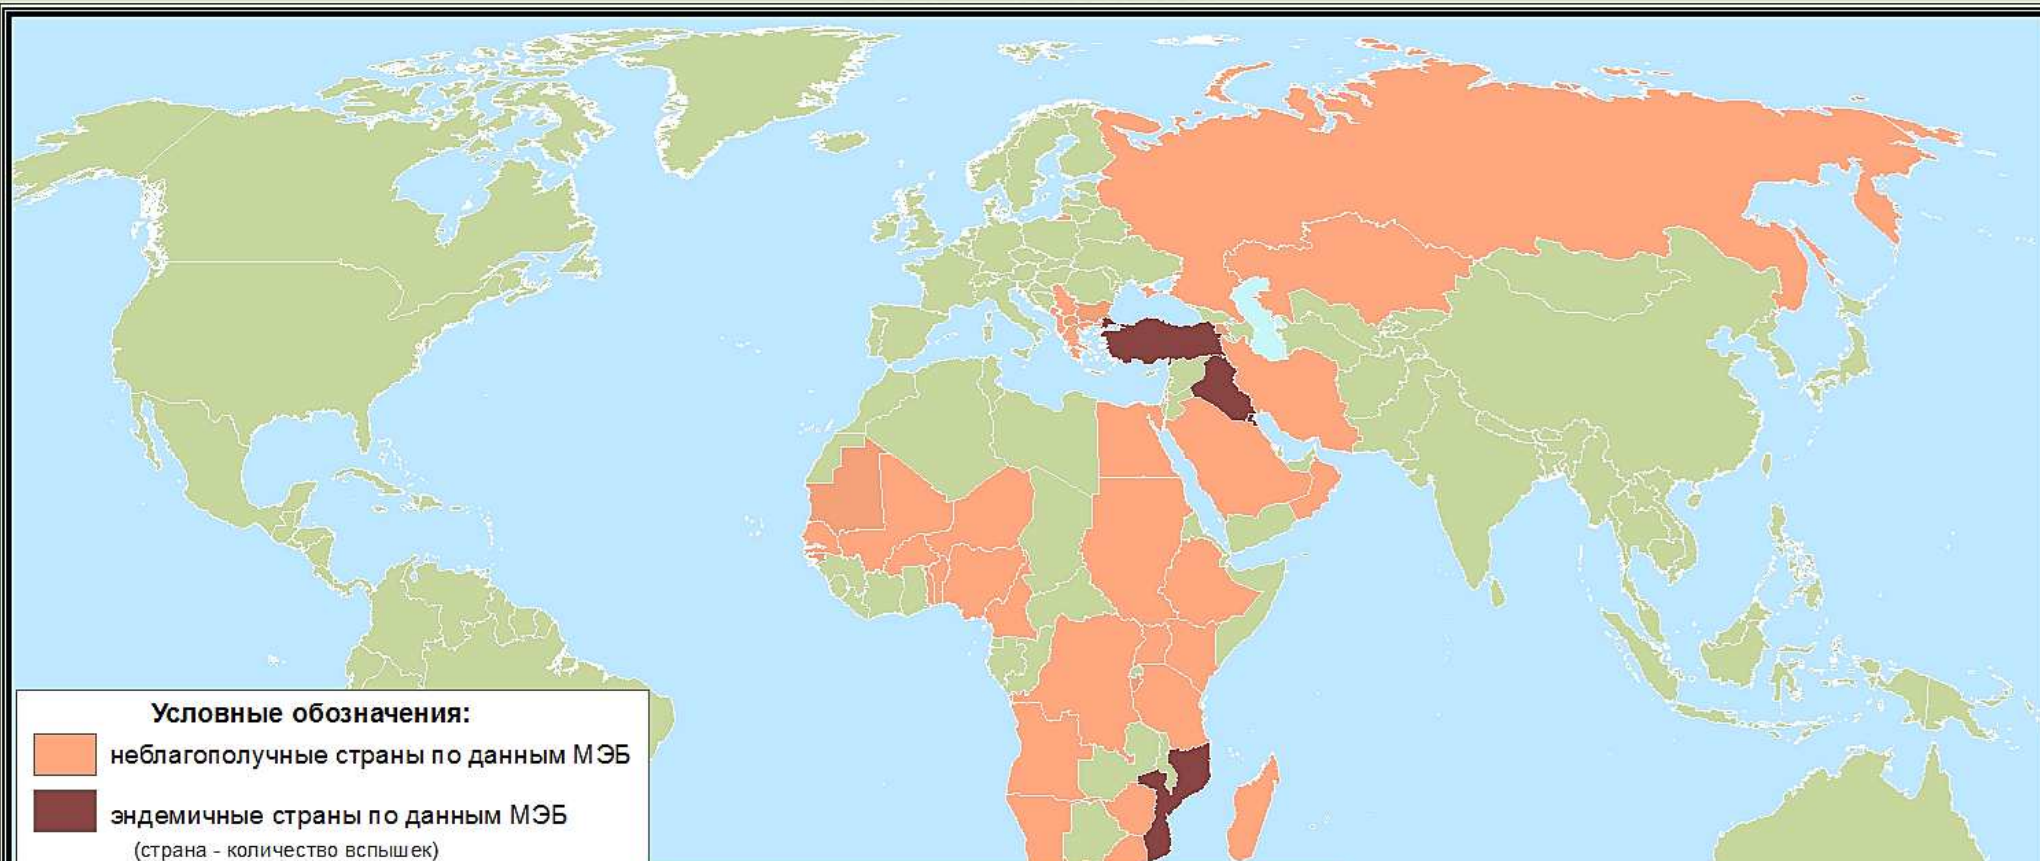 Условные обозначения:
неблагополучные страны по данным МЭБ
эндемичные страны по данным МЭБ
(страна - количество вспышек)